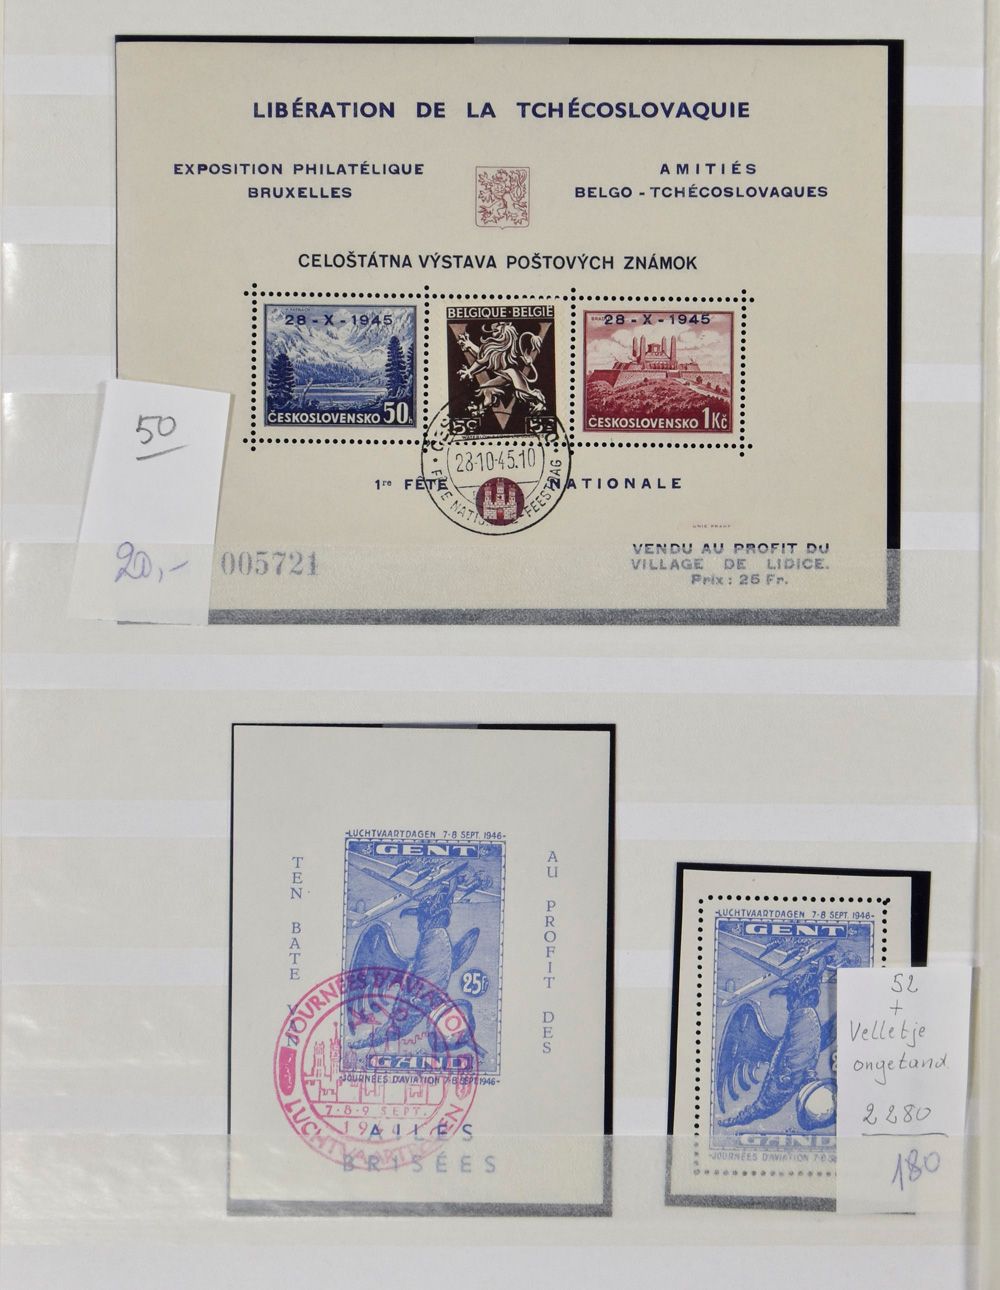 LIBÉRATION DE LA TCHÉCOSLOVAQUIE
EXPOSITION PHILATÉLIQUE
BRUXELLES
AMITIÉS
BELGO - TCHÉCOSLOVAQUES
CELOŠTÁTNA VÝSTAVA POŠTOVÝCH ZNÁMOK
28 - X - 1945
ČESKOSLOVENSKO 50h
BELGIQUE·BELGIË
5c 5c
28 - X - 1945
ČESKOSLOVENSKO 1Kč
28·10·45.10
FEESTDAG
1re FÊTE NATIONALE
50
20,-
005721
VENDU AU PROFIT DU
VILLAGE DE LIDICE.
Prix : 25 Fr.
TEN BATE
AU PROFIT DES
LUCHTVAARTDAGEN 7-8 SEPT. 1946
GENT
25F
GAND
JOURNÉES D'AVIATION 7-8 SEPT 1946
JOURNÉES D'AVIATION
7-8-9 SEPT.
AILES
BRISÉES
LUCHTVAARTDAGEN 7-8 SEPT. 1946
GENT
GAND
JOURNÉES D'AVIATION 7-8
52
+
Velletje
ongetand
2280
180